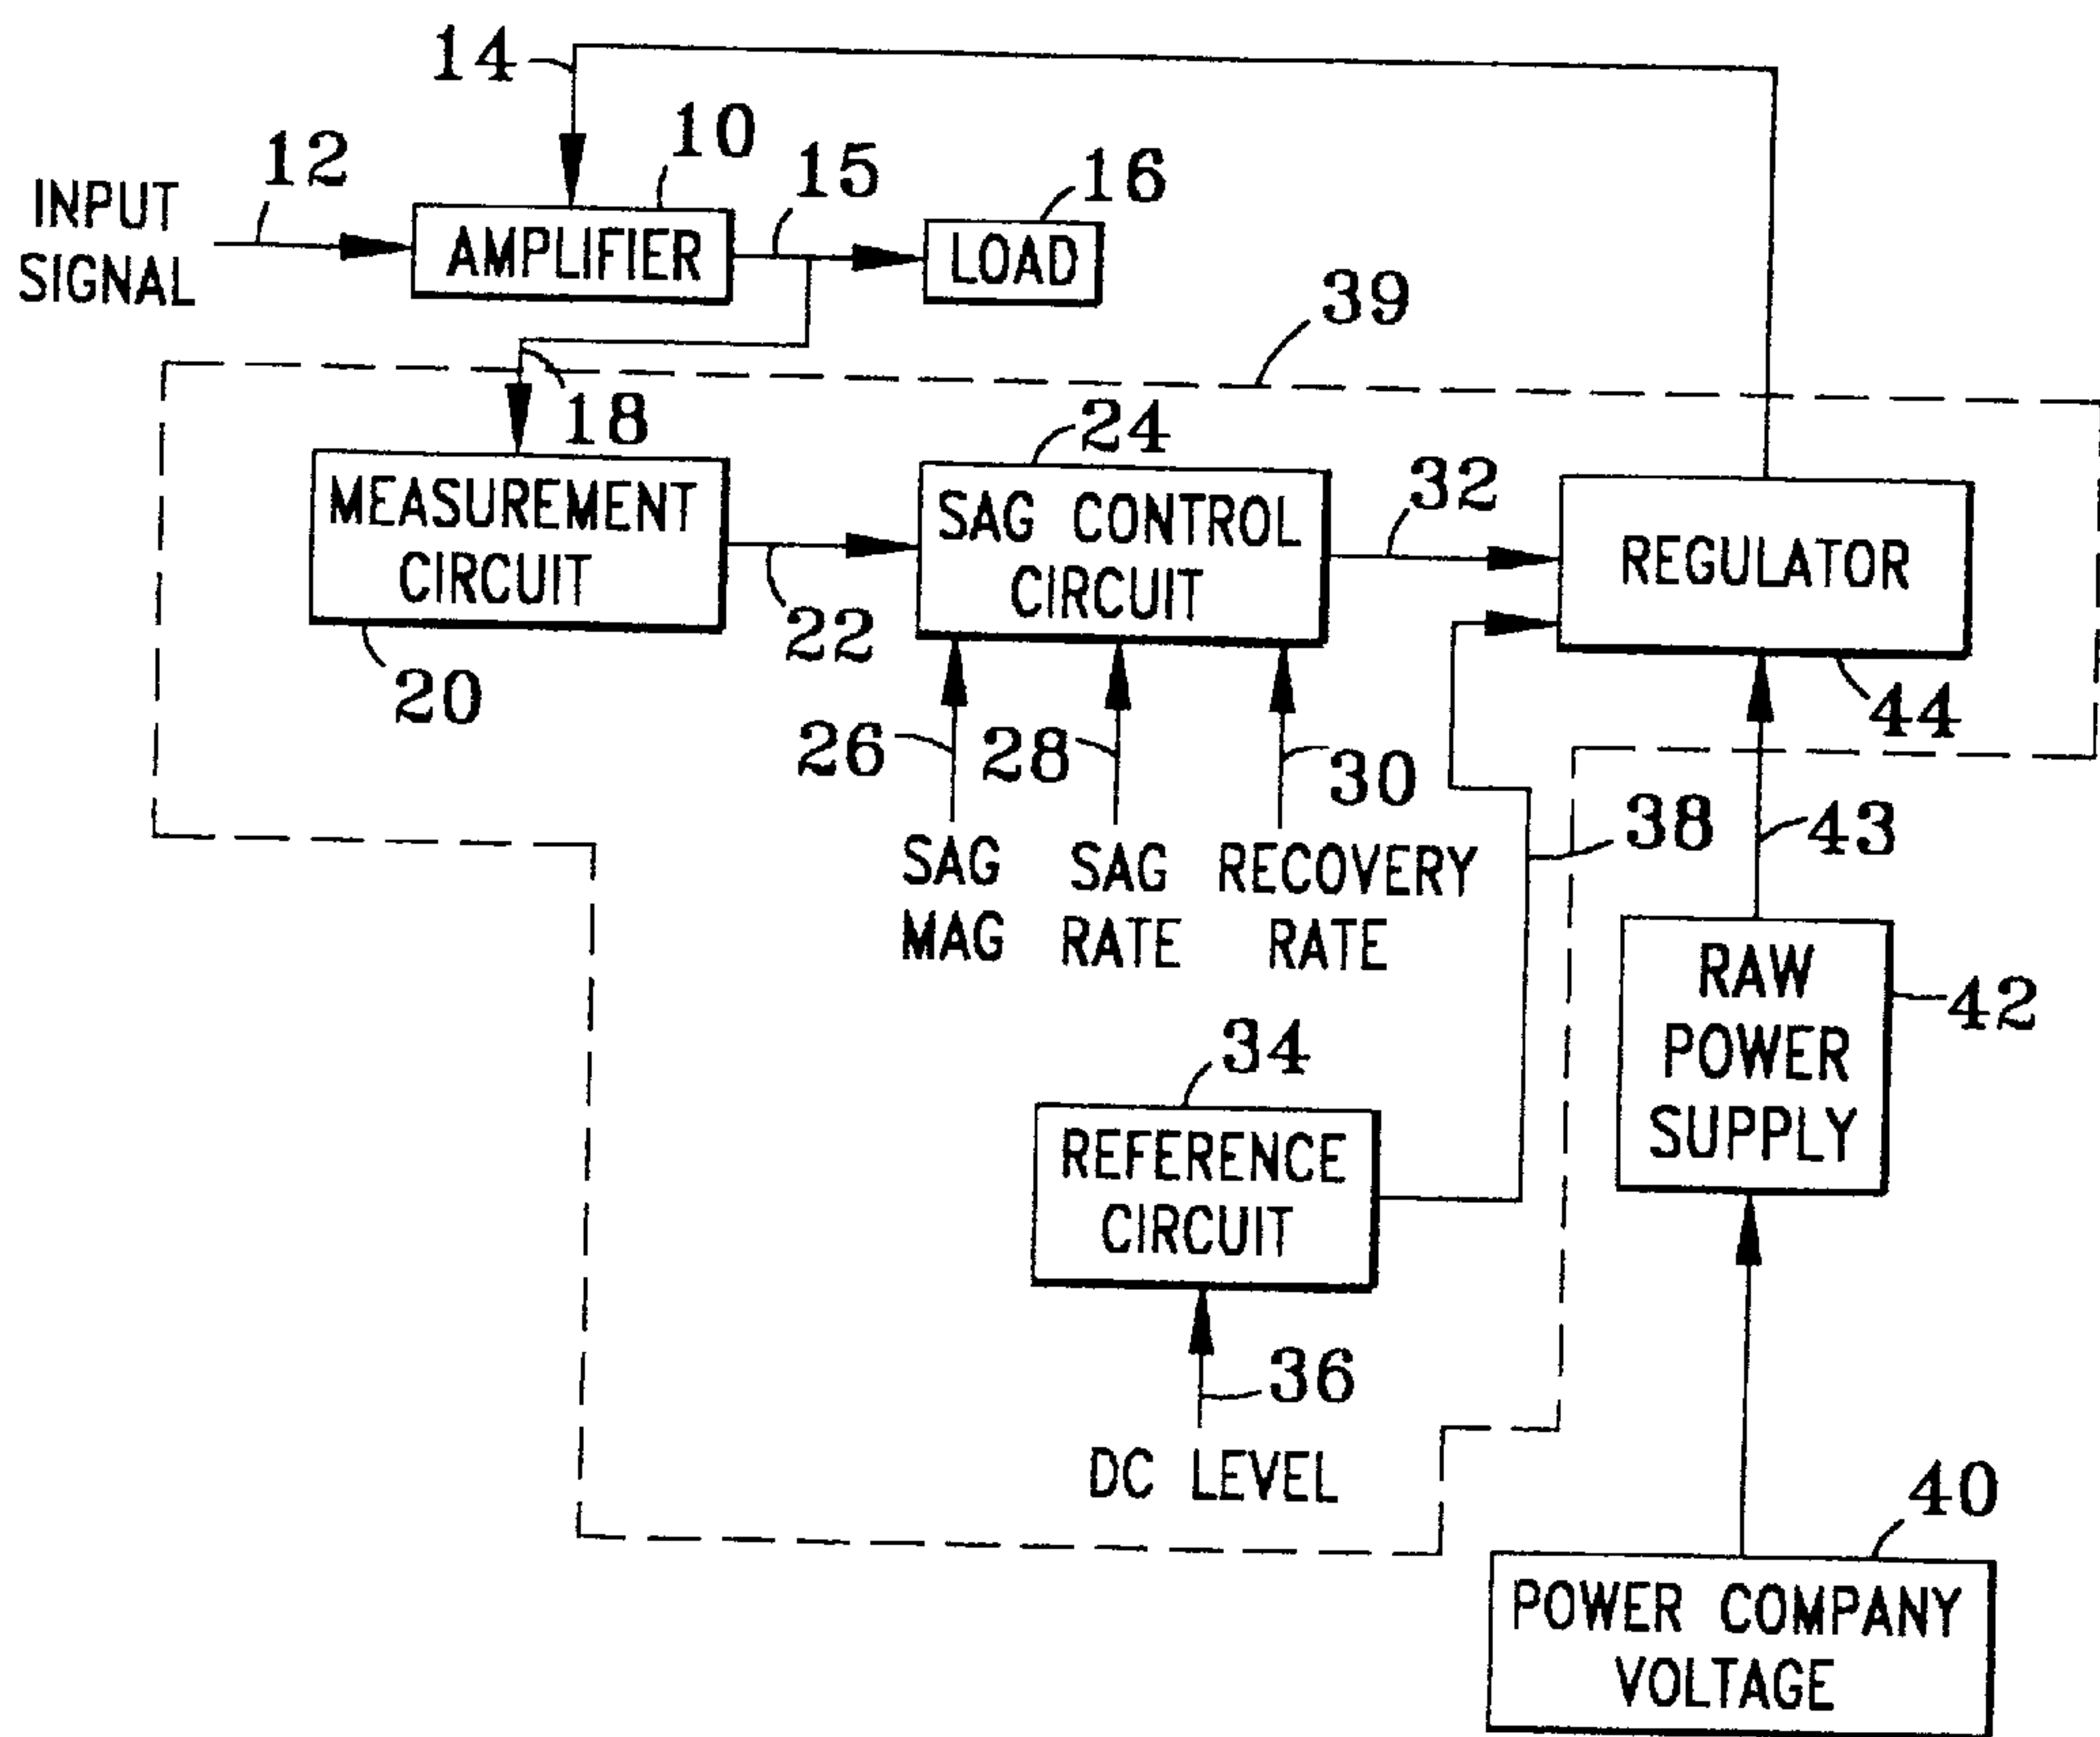 14
10
12
15
16
INPUT
SIGNAL
AMPLIFIER
LOAD
39
18
24
32
MEASUREMENT
CIRCUIT
SAG CONTROL
CIRCUIT
REGULATOR
22
20
44
26
28
30
38
43
SAG
MAG
SAG
RATE
RECOVERY
RATE
RAW
POWER
SUPPLY
42
34
REFERENCE
CIRCUIT
36
DC LEVEL
40
POWER COMPANY
VOLTAGE